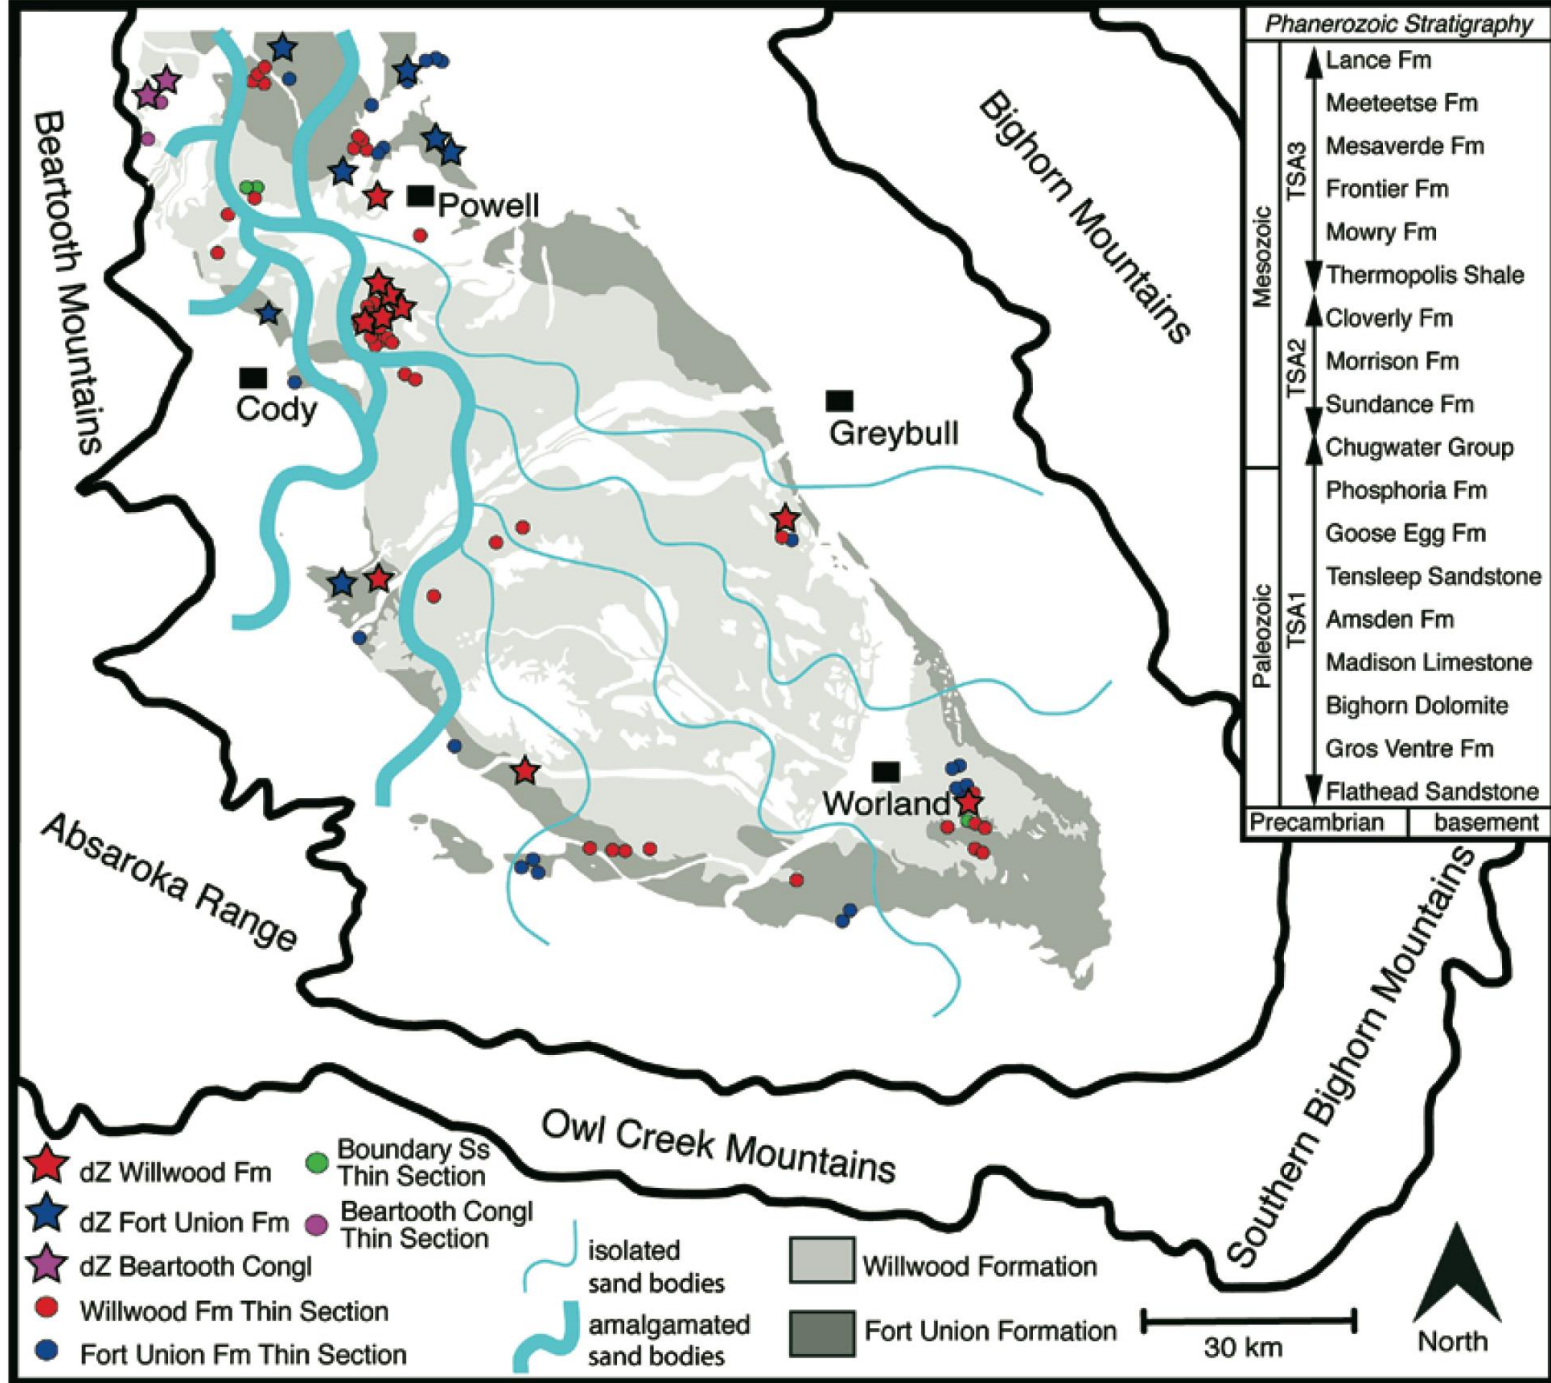 Phanerozoic Stratigraphy
Lance Fm
Meeteetse Fm
Mesaverde Fm
Frontier Fm
Mowry Fm
Thermopolis Shale
Cloverly Fm
Morrison Fm
Sundance Fm
Chugwater Group
Phosphoria Fm
Goose Egg Fm
Tensleep Sandstone
Amsden Fm
Madison Limestone
Bighorn Dolomite
Gros Ventre Fm
Flathead Sandstone
Mesozoic
Paleozoic
TSA3
TSA2
TSA1
Precambrian
basement
Beartooth Mountains
Bighorn Mountains
Powell
Cody
Greybull
Worland
Absaroka Range
Owl Creek Mountains
Southern Bighorn Mountains
dZ Willwood Fm
dZ Fort Union Fm
dZ Beartooth Congl
Willwood Fm Thin Section
Fort Union Fm Thin Section
Boundary Ss
Thin Section
Beartooth Congl
Thin Section
isolated
sand bodies
amalgamated
sand bodies
Willwood Formation
Fort Union Formation
30 km
North